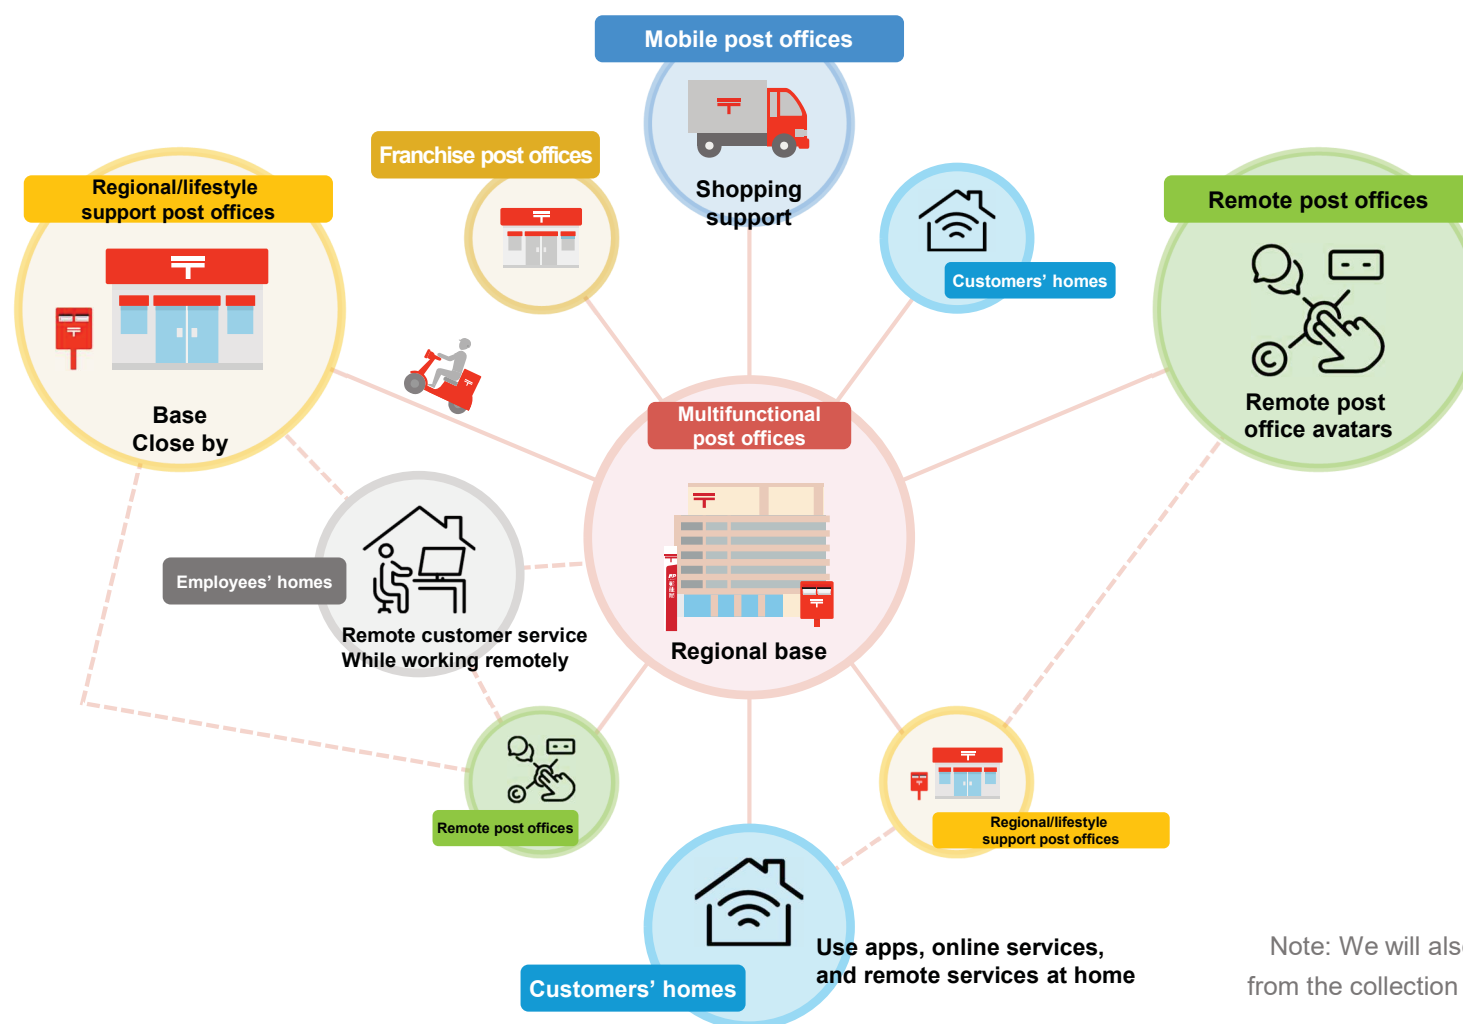 Mobile post offices
Shopping
support
Franchise post offices
Regional/lifestyle
support post offices
Base
Close by
Customers’ homes
Remote post offices
Remote post
office avatars
Multifunctional
post offices
Regional base
Employees’ homes
Remote customer service
While working remotely
Remote post offices
Regional/lifestyle
support post offices
Customers’ homes
Use apps, online services,
and remote services at home
Note: We will also
from the collection